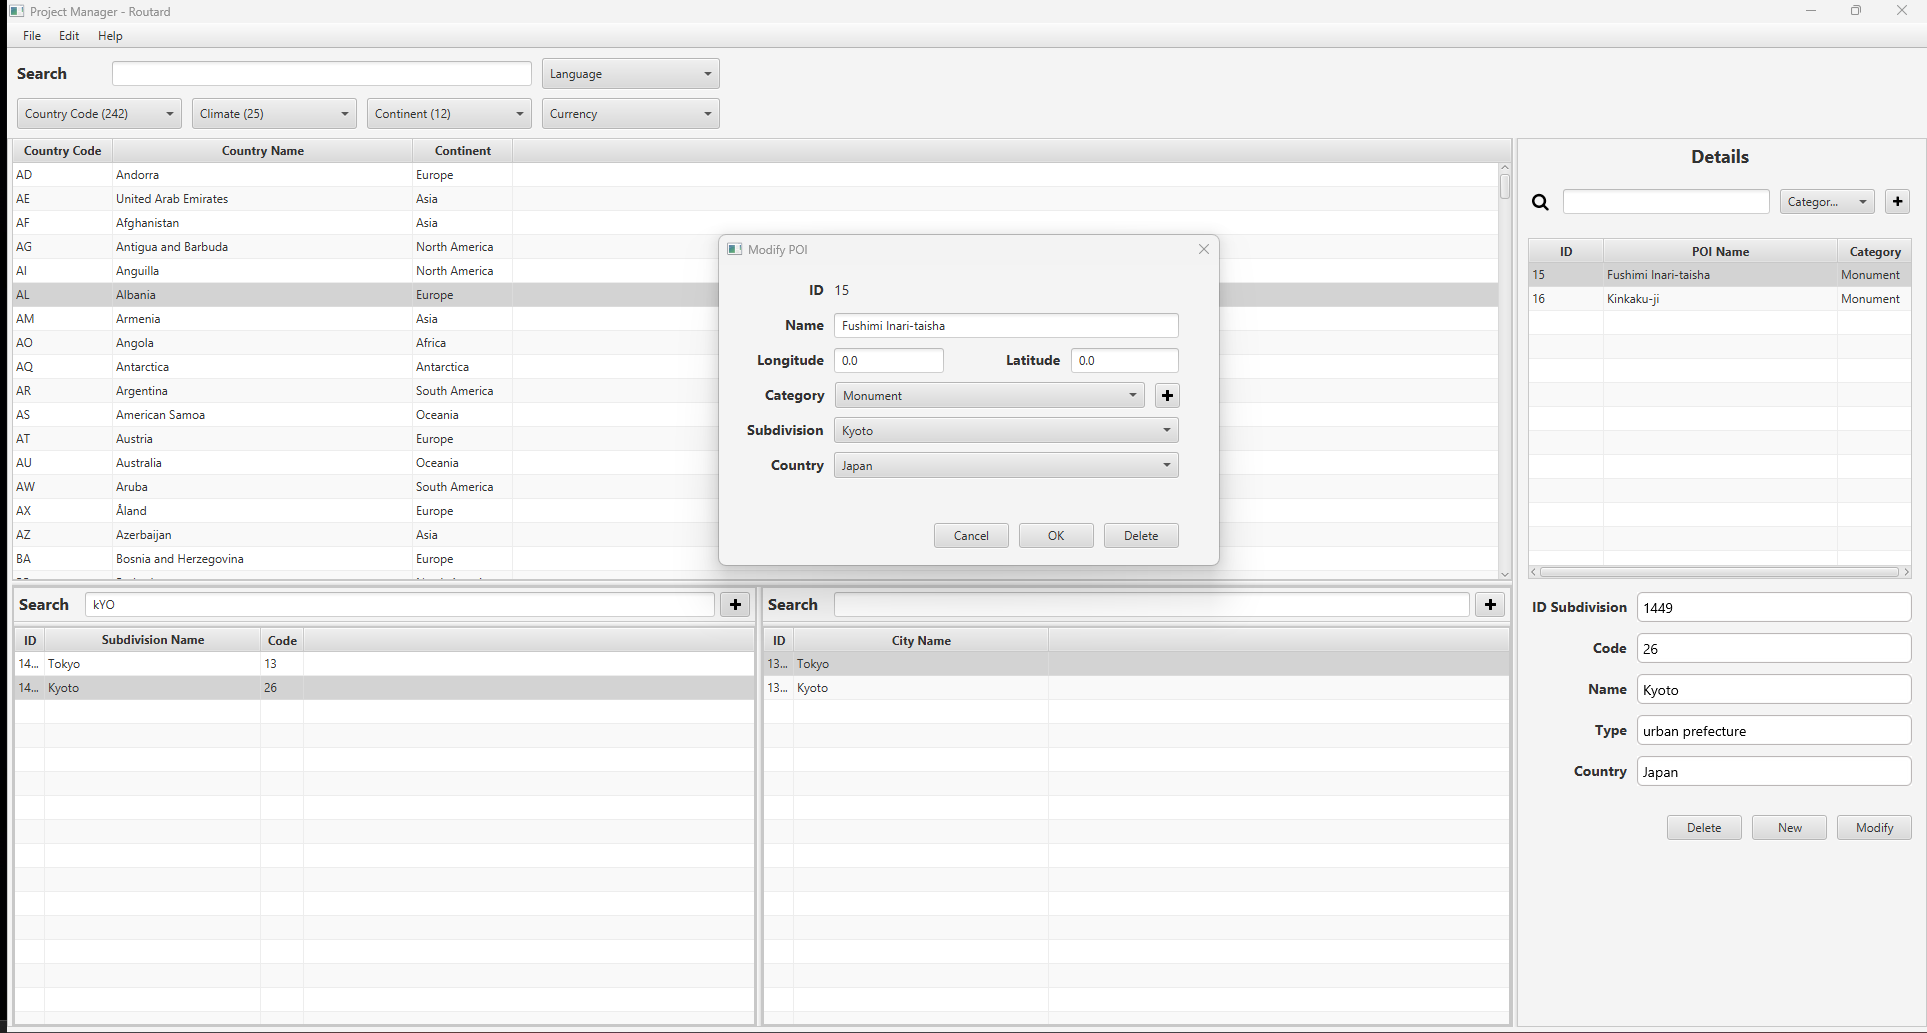 Project Manager - Routard
File Edit Help
Search Language
Country Code (242) Climate (25) Continent (12) Currency
Country Code Country Name Continent
AD Andorra Europe
AE United Arab Emirates Asia
AF Afghanistan Asia
AG Antigua and Barbuda North America
AI Anguilla North America
AL Albania Europe
AM Armenia Asia
AO Angola Africa
AQ Antarctica Antarctica
AR Argentina South America
AS American Samoa Oceania
AT Austria Europe
AU Australia Oceania
AW Aruba South America
AX Åland Europe
AZ Azerbaijan Asia
BA Bosnia and Herzegovina Europe
Modify POI
ID 15
Name Fushimi Inari-taisha
Longitude 0.0 Latitude 0.0
Category Monument
Subdivision Kyoto
Country Japan
Cancel OK Delete
Details
Categor...
ID POI Name Category
15 Fushimi Inari-taisha Monument
16 Kinkaku-ji Monument
Search kYO
ID Subdivision Name Code
14... Tokyo 13
14... Kyoto 26
Search
ID City Name
13... Tokyo
13... Kyoto
ID Subdivision 1449
Code 26
Name Kyoto
Type urban prefecture
Country Japan
Delete New Modify